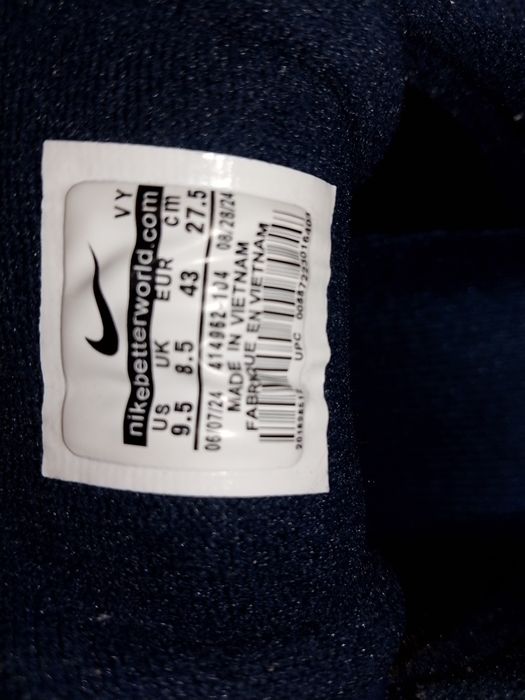 VY
nikebetterworld.com
US UK EUR cm
9.5 8.5 43 27.5
06/07/24 414962-104 08/28/24
MADE IN VIETNAM
FABRIQUE EN VIETNAM
UPC